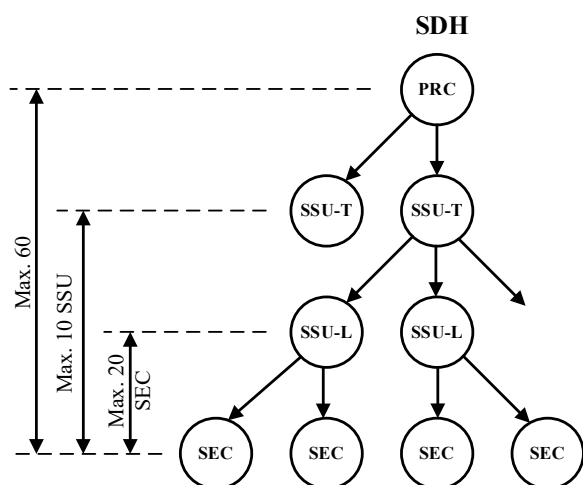 SDH
PRC
SSU-T SSU-T
Max. 60
Max. 10 SSU
Max. 20
SEC
SSU-L SSU-L
SEC SEC SEC SEC